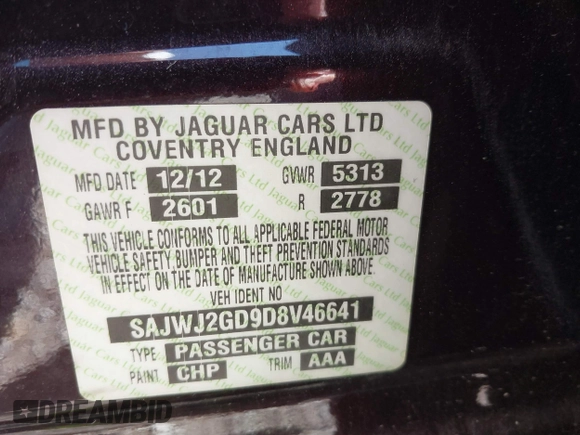 MFD BY JAGUAR CARS LTD
COVENTRY ENGLAND
MFD DATE 12/12 GVWR 5313
GAWR F 2601 R 2778
THIS VEHICLE CONFORMS TO ALL APPLICABLE FEDERAL MOTOR
VEHICLE SAFETY BUMPER AND THEFT PREVENTION STANDARDS
IN EFFECT ON THE DATE OF MANUFACTURE SHOWN ABOVE.
VEH IDENT NO
SAJWJ2GD9D8V46641
TYPE PASSENGER CAR
PAINT CHP TRIM AAA
DREAMBID